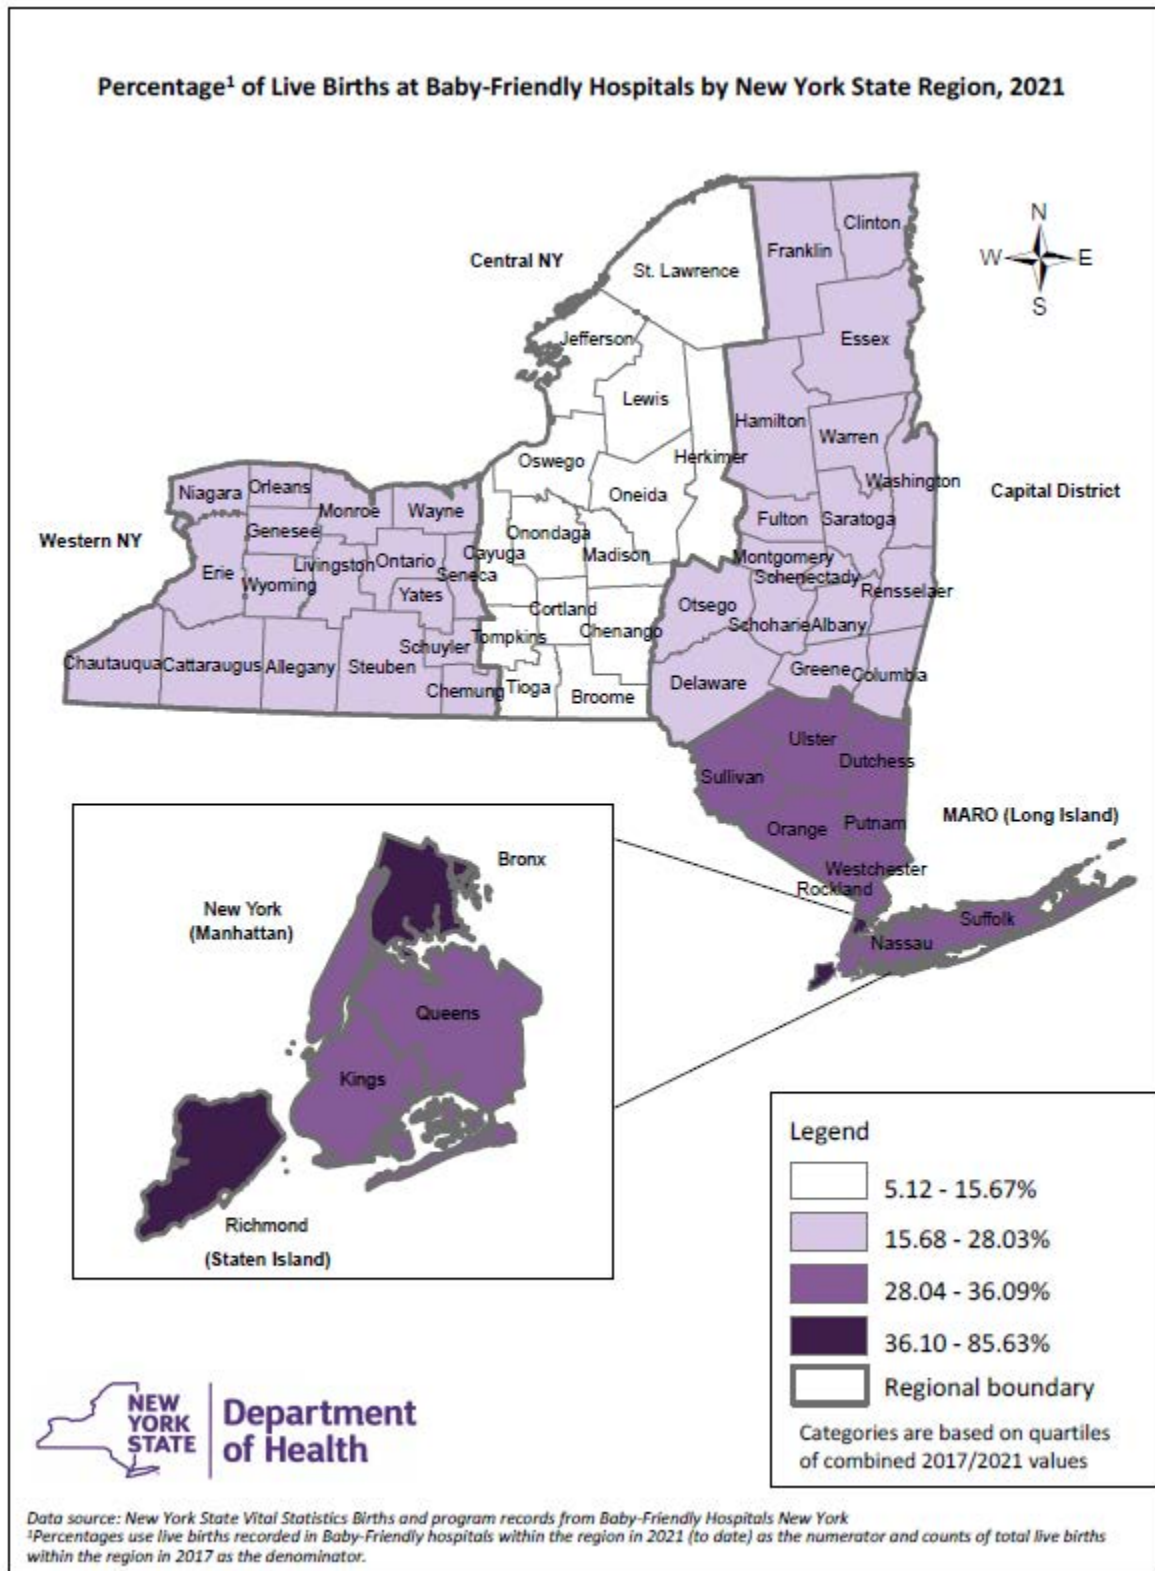 Percentage¹ of Live Births at Baby-Friendly Hospitals by New York State Region, 2021
N
W E
S
Clinton
Franklin
Central NY
St. Lawrence
Jefferson
Essex
Lewis
Hamilton
Warren
Oswego
Herkimer
Washington
Oneida
Capital District
Niagara
Orleans
Monroe
Wayne
Fulton
Saratoga
Genesee
Onondaga
Western NY
Cayuga
Madison
Montgomery
Livingston
Ontario
Seneca
Schenectady
Erie
Wyoming
Yates
Rensselaer
Otsego
Cortland
Schoharie
Albany
Tompkins
Chenango
Schuyler
Chautauqua
Cattaraugus
Allegany
Steuben
Greene
Columbia
Chemung
Tioga
Broome
Delaware
Ulster
Dutchess
Sullivan
MARO (Long Island)
Orange
Putnam
Westchester
Rockland
Suffolk
Nassau
Bronx
New York
(Manhattan)
Queens
Kings
Richmond
(Staten Island)
Legend
5.12 - 15.67%
15.68 - 28.03%
28.04 - 36.09%
36.10 - 85.63%
Regional boundary
Categories are based on quartiles
of combined 2017/2021 values
NEW
YORK
STATE
Department
of Health
Data source: New York State Vital Statistics Births and program records from Baby-Friendly Hospitals New York
¹Percentages use live births recorded in Baby-Friendly hospitals within the region in 2021 (to date) as the numerator and counts of total live births
within the region in 2017 as the denominator.